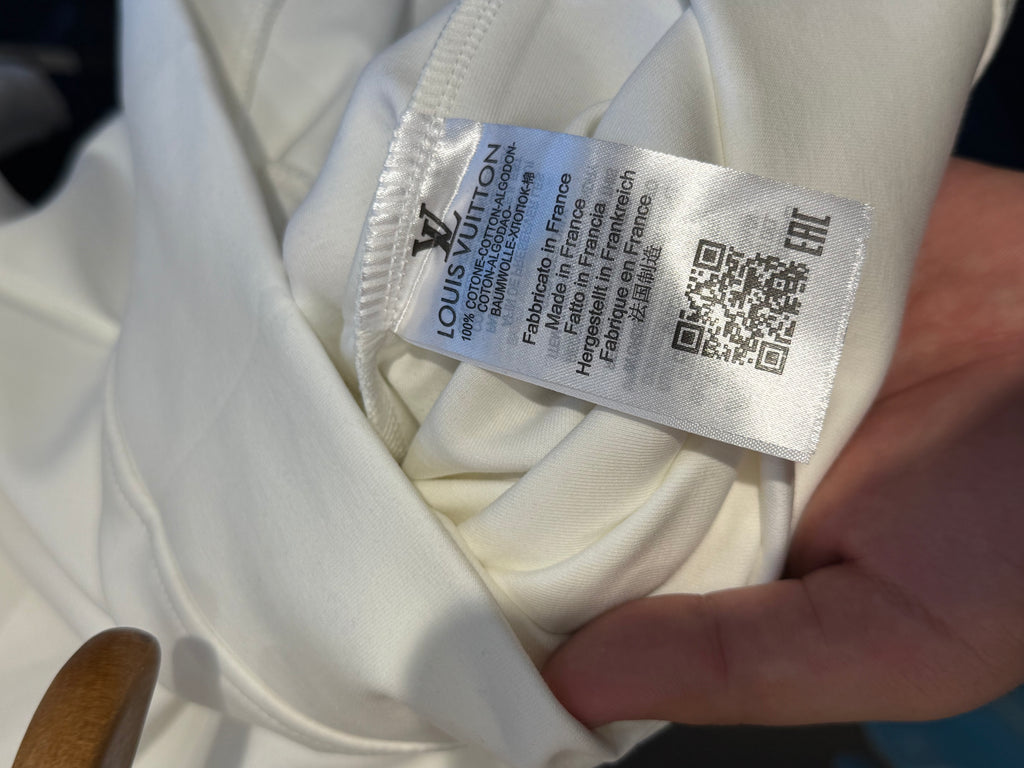 LV
LOUIS VUITTON
100% COTONE-COTTON-ALGODON-
COTON-ALGODÃO-
BAUMWOLLE-ХЛОПОК-棉
Fabbricato in France
Made in France
Fatto in Francia
Hergestellt in Frankreich
Fabriqué en France
法国制造
EAC